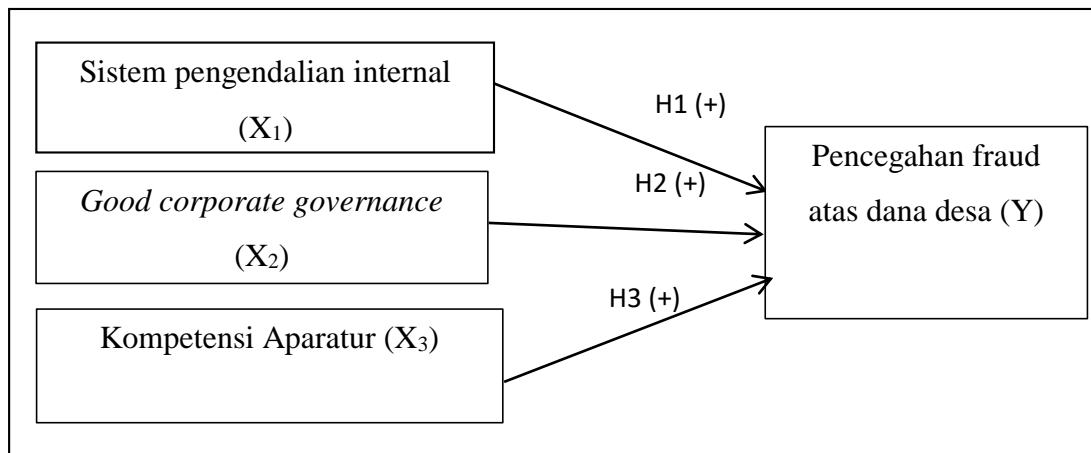 Sistem pengendalian internal
(X₁)
H1 (+)
Pencegahan fraud
atas dana desa (Y)
H2 (+)
Good corporate governance
(X₂)
H3 (+)
Kompetensi Aparatur (X₃)